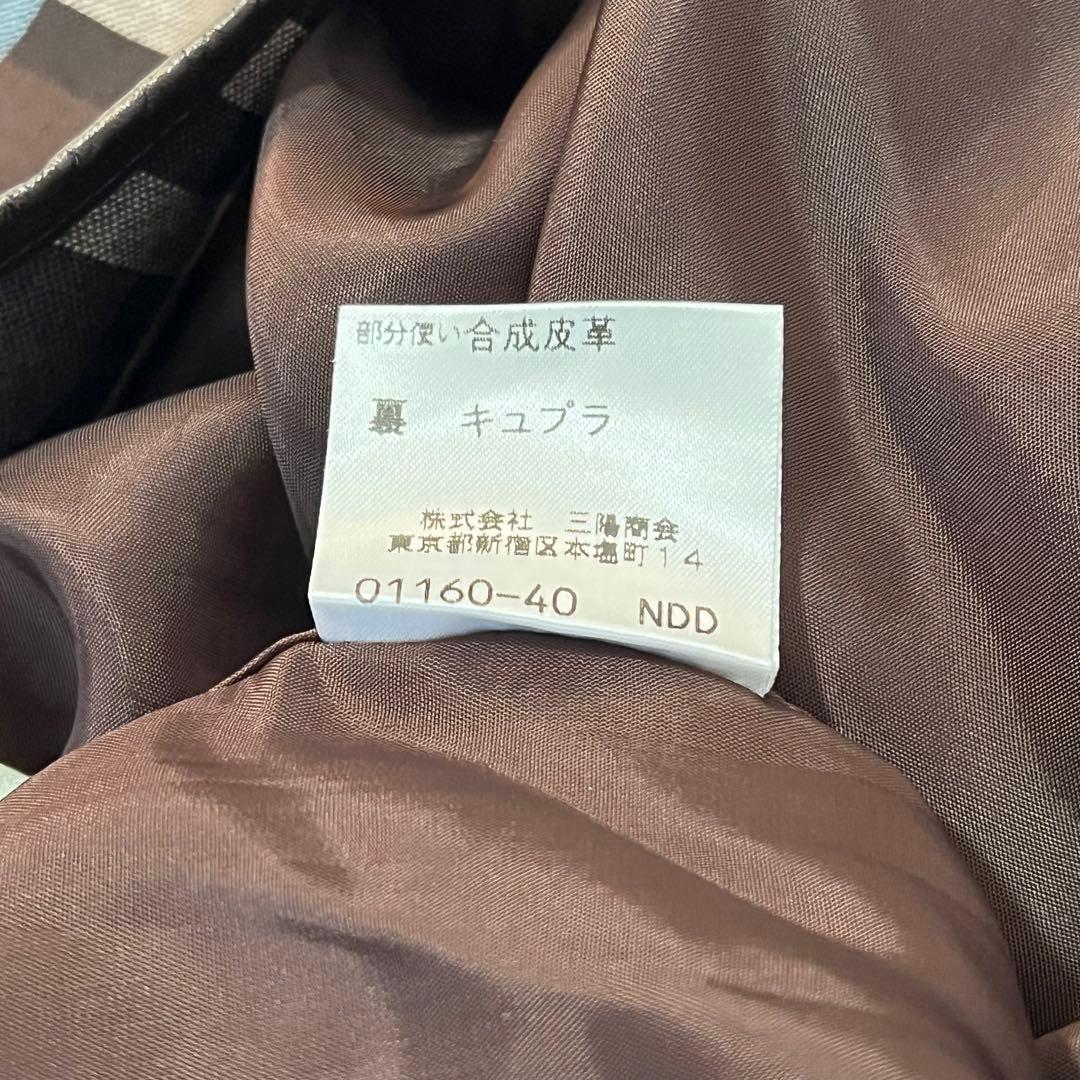 部分使い合成皮革
裏　キュプラ
株式会社　三陽商会
東京都新宿区本塩町１４
01160-40　NDD